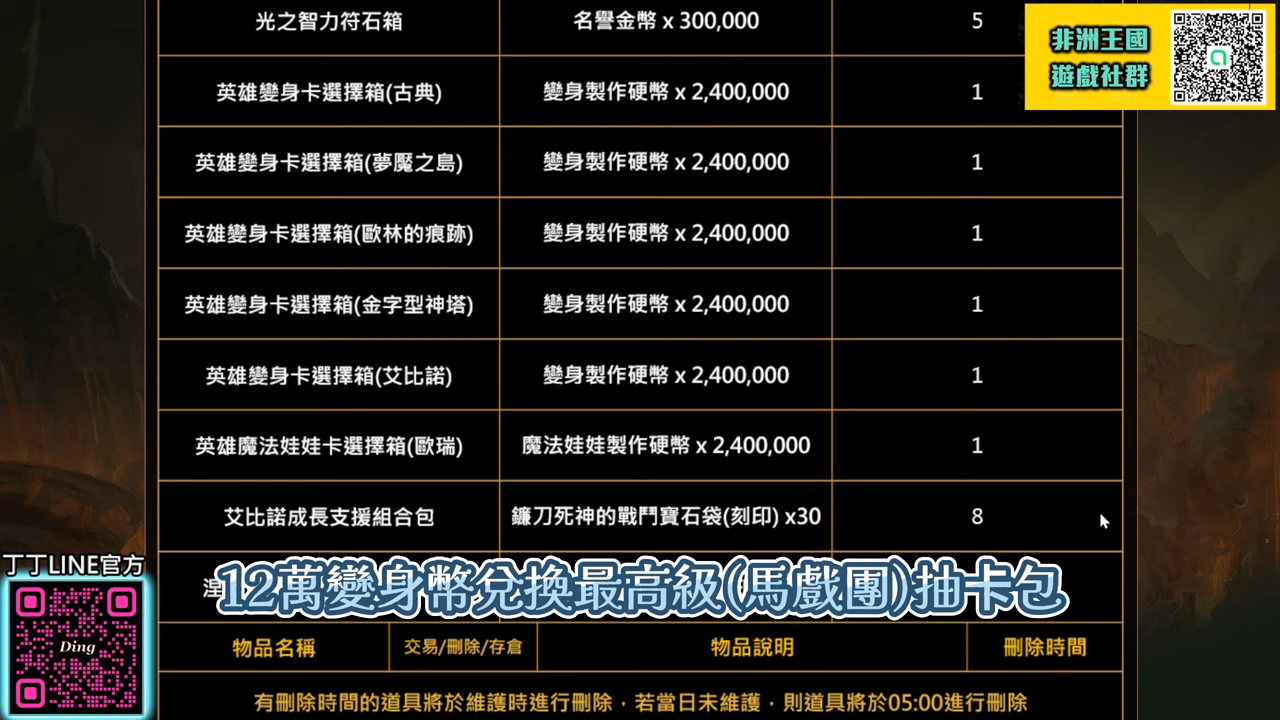 光之智力符石箱 名譽金幣 x 300,000 5
非洲王國
遊戲社群
英雄變身卡選擇箱(古典) 變身製作硬幣 x 2,400,000 1
英雄變身卡選擇箱(夢魘之島) 變身製作硬幣 x 2,400,000 1
英雄變身卡選擇箱(歐林的痕跡) 變身製作硬幣 x 2,400,000 1
英雄變身卡選擇箱(金字型神塔) 變身製作硬幣 x 2,400,000 1
英雄變身卡選擇箱(艾比諾) 變身製作硬幣 x 2,400,000 1
英雄魔法娃娃卡選擇箱(歐瑞) 魔法娃娃製作硬幣 x 2,400,000 1
艾比諾成長支援組合包 鐮刀死神的戰鬥寶石袋(刻印) x30 8
丁丁LINE官方
12萬變身幣兌換最高級(馬戲團)抽卡包
Ding
物品名稱 交易/刪除/存倉 物品說明 刪除時間
有刪除時間的道具將於維護時進行刪除，若當日未維護，則道具將於05:00進行刪除